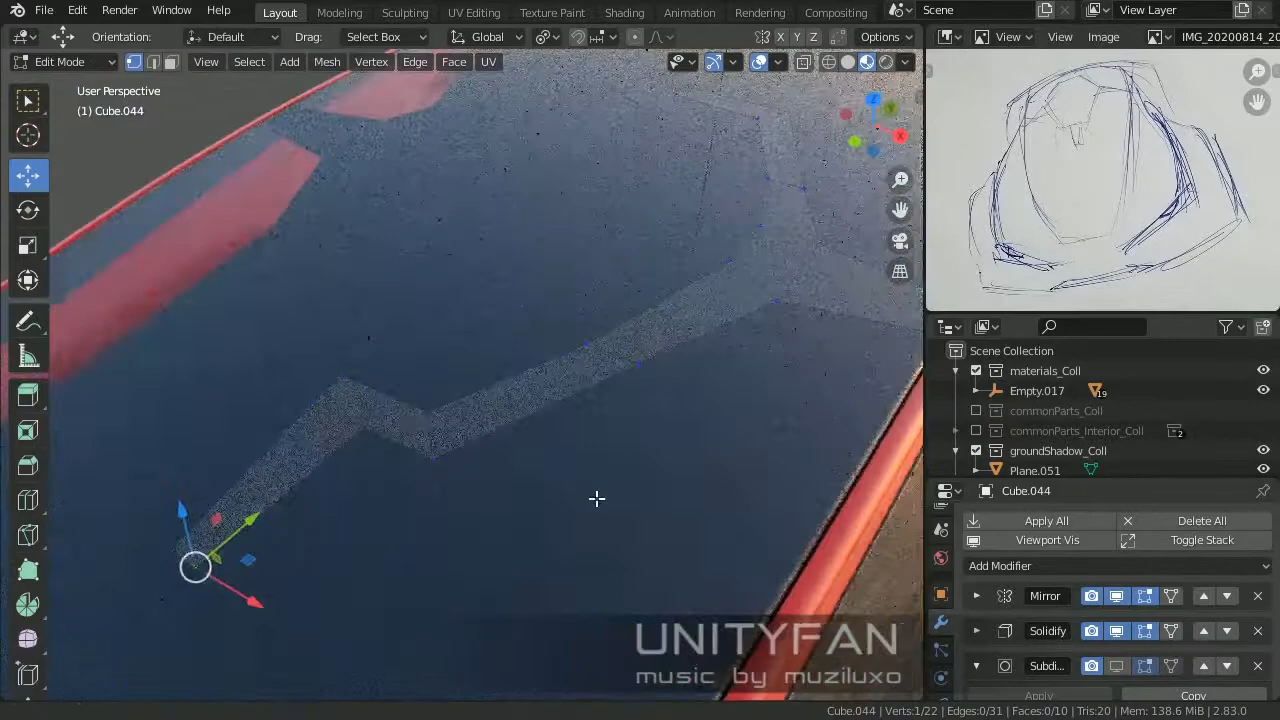 File Edit Render Window Help Layout Modeling Sculpting UV Editing Texture Paint Shading Animation Rendering Compositing Scene View Layer
Orientation: Default Drag: Select Box Global X Y Z Options View View Image IMG_20200814_20
Edit Mode View Select Add Mesh Vertex Edge Face UV
User Perspective
(1) Cube.044
Z
Y
X
Scene Collection
materials_Coll
Empty.017 19
commonParts_Coll
commonParts_Interior_Coll 2
groundShadow_Coll
Plane.051
Cube.044
Apply All Delete All
Viewport Vis Toggle Stack
Add Modifier
Mirror
Solidify
Subdi...
Apply Copy
UNITYFAN
music by muziluxo
Cube.044 | Verts:1/22 | Edges:0/31 | Faces:0/10 | Tris:20 | Mem: 138.6 MiB | 2.83.0